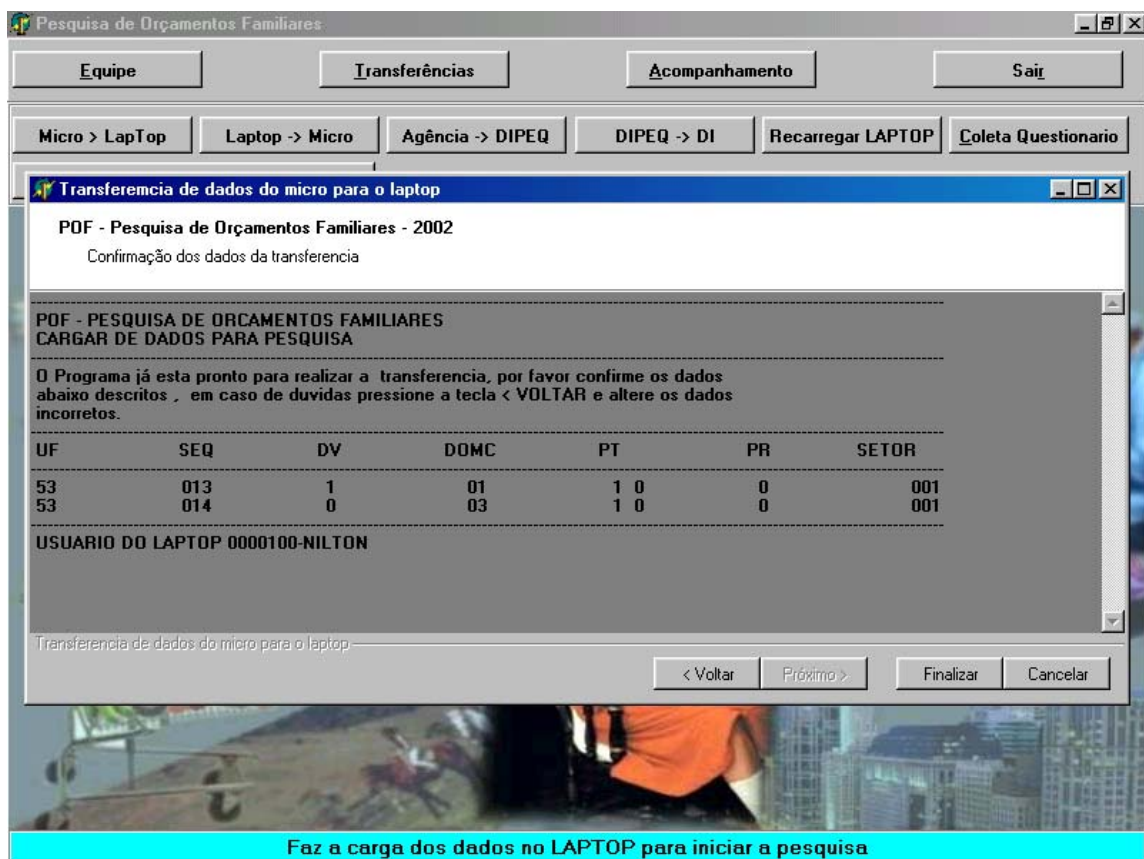 Pesquisa de Orçamentos Familiares
Equipe Transferências Acompanhamento Sair
Micro > LapTop Laptop -> Micro Agência -> DIPEQ DIPEQ -> DI Recarregar LAPTOP Coleta Questionario
Transferemcia de dados do micro para o laptop
POF - Pesquisa de Orçamentos Familiares - 2002
Confirmação dos dados da transferencia
POF - PESQUISA DE ORCAMENTOS FAMILIARES
CARGAR DE DADOS PARA PESQUISA
O Programa já esta pronto para realizar a transferencia, por favor confirme os dados
abaixo descritos , em caso de duvidas pressione a tecla < VOLTAR e altere os dados
incorretos.
UF SEQ DV DOMC PT PR SETOR
53 013 1 01 1 0 0 001
53 014 0 03 1 0 0 001
USUARIO DO LAPTOP 0000100-NILTON
Transferencia de dados do micro para o laptop
< Voltar Próximo > Finalizar Cancelar
Faz a carga dos dados no LAPTOP para iniciar a pesquisa